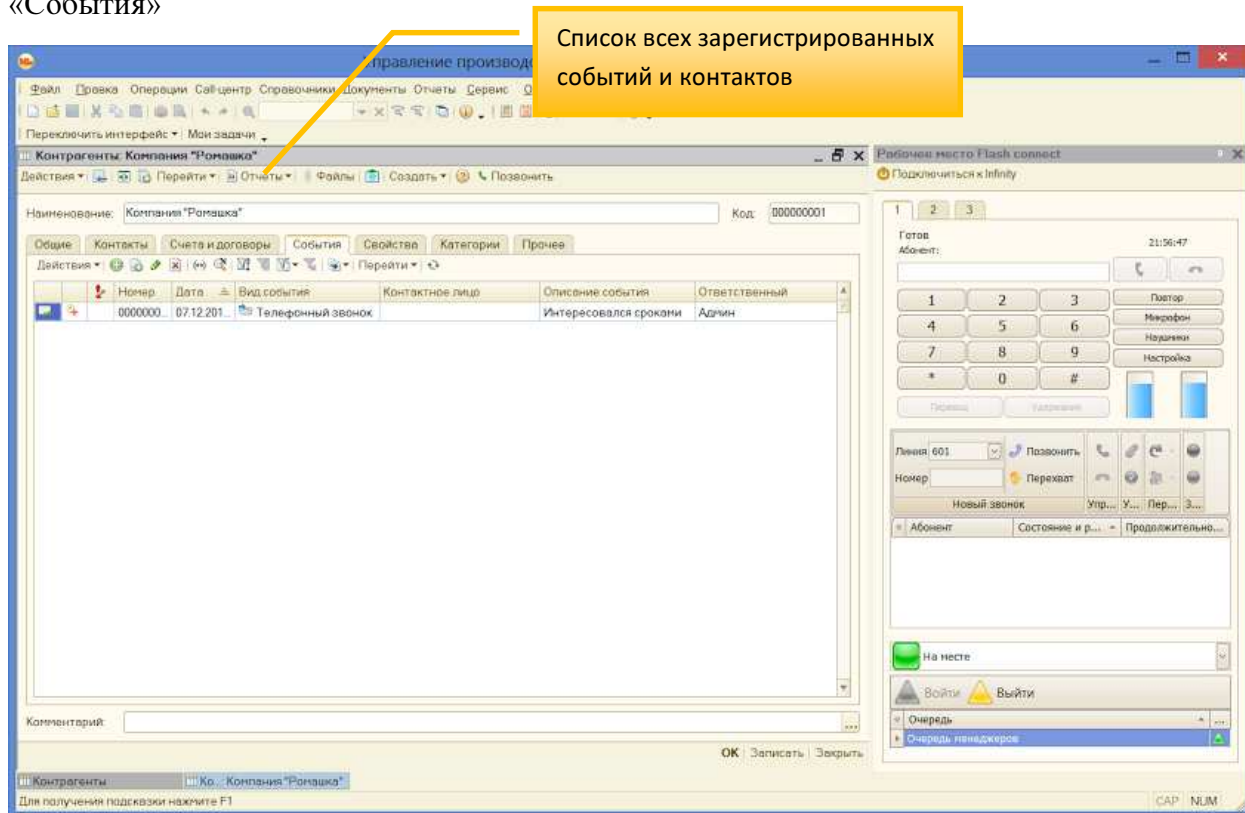 «События»
Список всех зарегистрированных
событий и контактов
правление произво
Файл Правка Операции Call-центр Справочники Документы Отчеты Сервис
Переключить интерфейс Мои задачи
Контрагенты: Компания "Ромашка"
Действия Перейти Отчеты Файлы Создать Позвонить
Наименование: Компания "Ромашка" Код: 000000001
Общие Контакты Счета и договоры События Свойства Категории Прочее
Действия Перейти
Номер Дата Вид события Контактное лицо Описание события Ответственный
0000000... 07.12.201... Телефонный звонок Интересовался сроками Админ
Комментарий: ...
OK Записать Закрыть
Рабочее место Flash connect
Подключиться к Infinity
1 2 3
Готов
Абонент: 21:56:47
1 2 3 Повтор
4 5 6 Микрофон
Наушники
7 8 9 Настройка
* 0 #
Перевод Удержание
Линия 601 Позвонить
Номер Перехват
Новый звонок Упр... У... Пер... З...
Абонент Состояние и р... Продолжительно...
На месте
Войти Выйти
Очередь ...
Очередь менеджеров
Контрагенты Ко...: Компания "Ромашка"
Для получения подсказки нажмите F1 CAP NUM